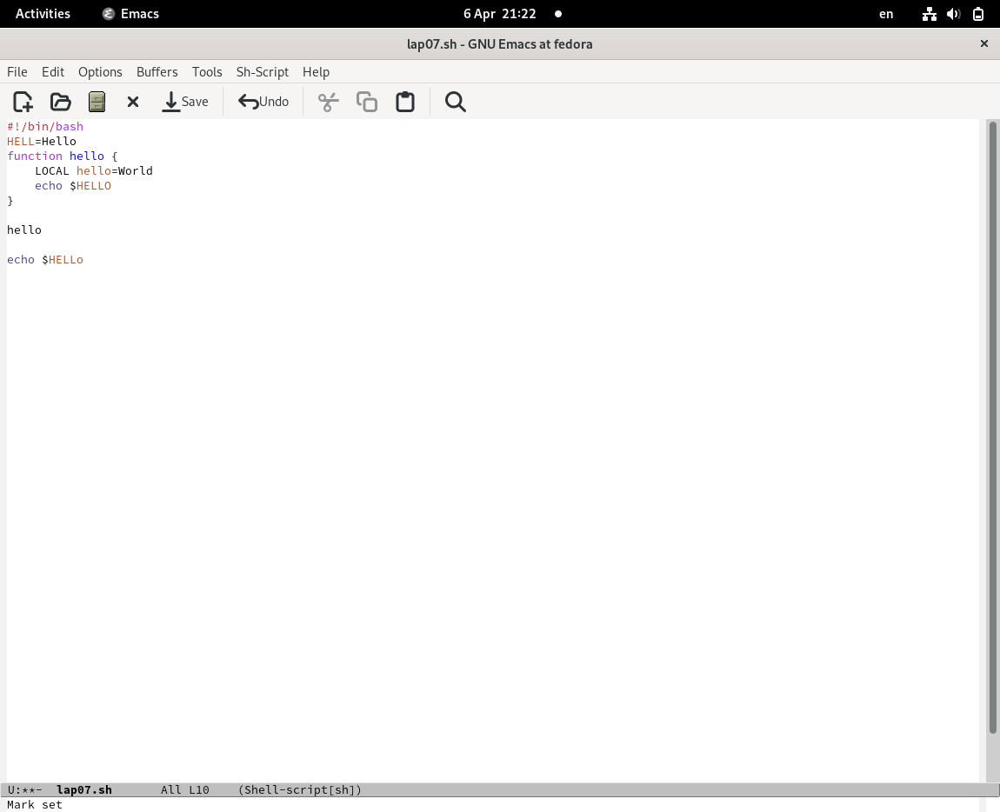 Activities Emacs 6 Apr 21:22 en
lap07.sh - GNU Emacs at fedora
File Edit Options Buffers Tools Sh-Script Help
Save Undo
#!/bin/bash
HELL=Hello
function hello {
    LOCAL hello=World
    echo $HELLO
}
hello
echo $HELLo
U:**-  lap07.sh       All L10    (Shell-script[sh])
Mark set